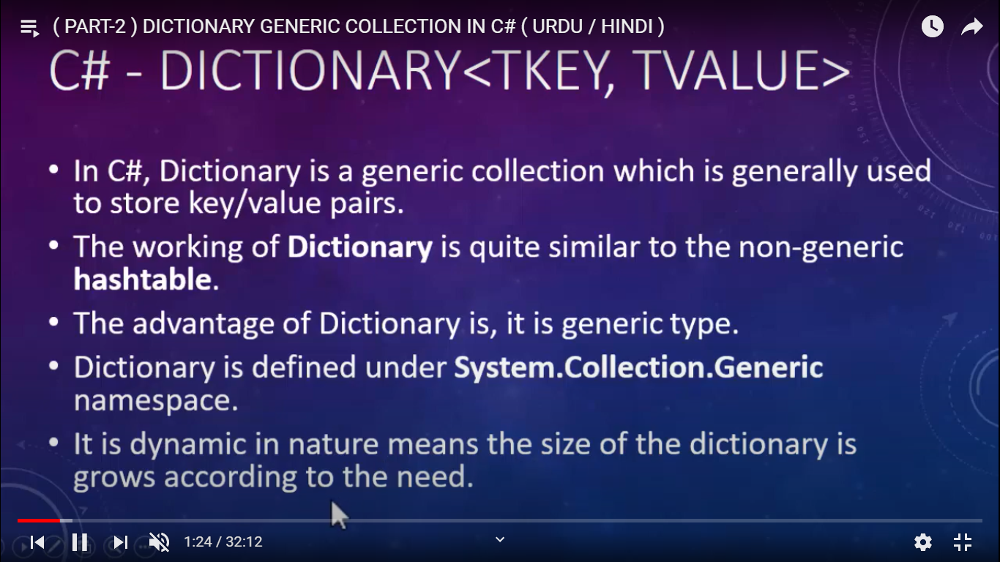 ( PART-2 ) DICTIONARY GENERIC COLLECTION IN C# ( URDU / HINDI )
C# - DICTIONARY<TKEY, TVALUE>
• In C#, Dictionary is a generic collection which is generally used
to store key/value pairs.
• The working of Dictionary is quite similar to the non-generic
hashtable.
• The advantage of Dictionary is, it is generic type.
• Dictionary is defined under System.Collection.Generic
namespace.
• It is dynamic in nature means the size of the dictionary is
grows according to the need.
1:24 / 32:12